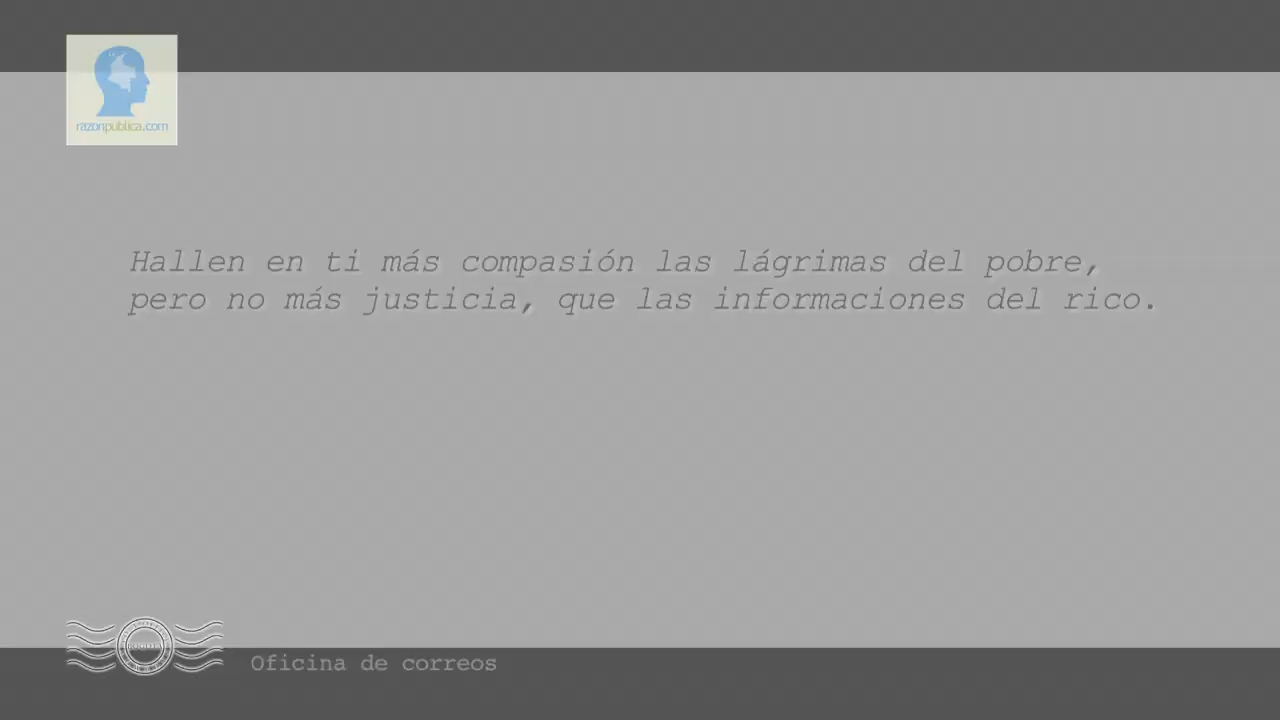 razonpublica.com
Hallen en ti más compasión las lágrimas del pobre,
pero no más justicia, que las informaciones del rico.
BOGOTÁ
Oficina de correos